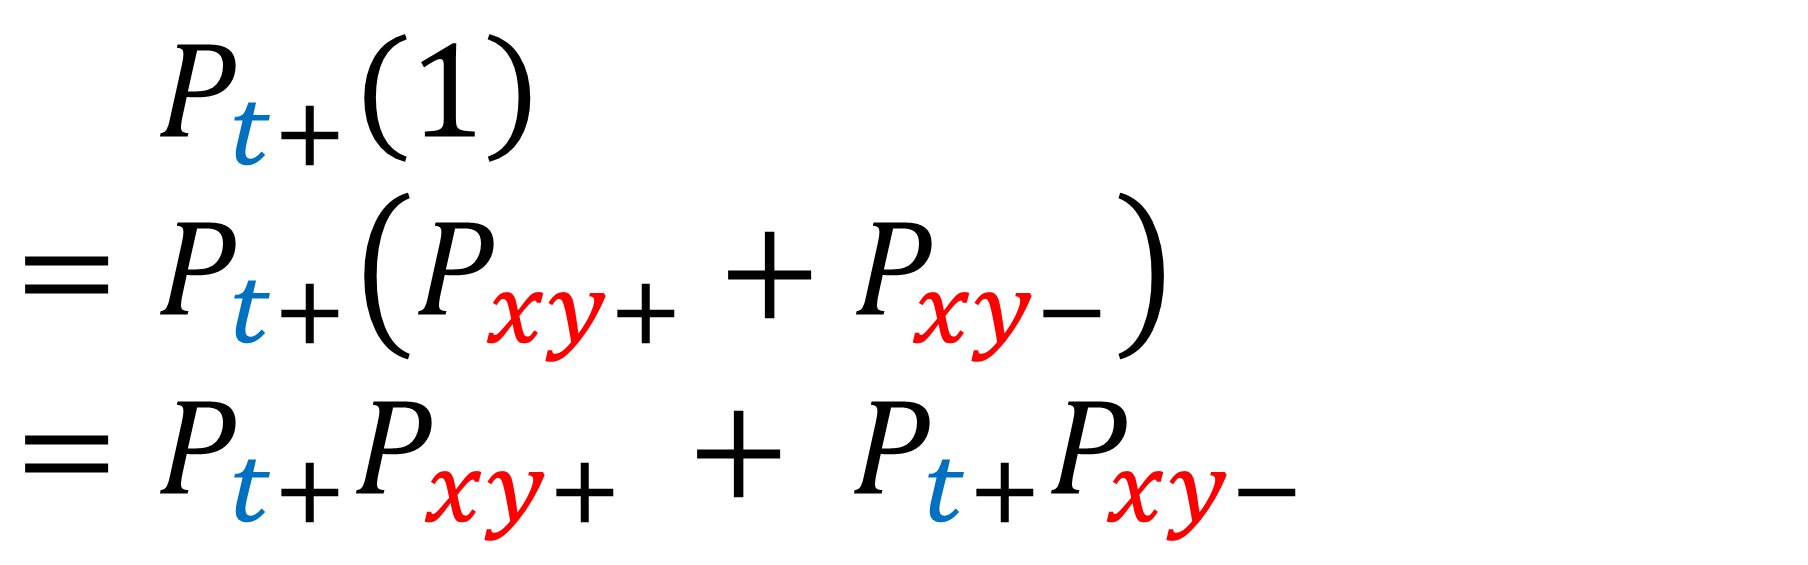 P_{t+}(1)
= P_{t+}(P_{xy+} + P_{xy−})
= P_{t+}P_{xy+} + P_{t+}P_{xy−}